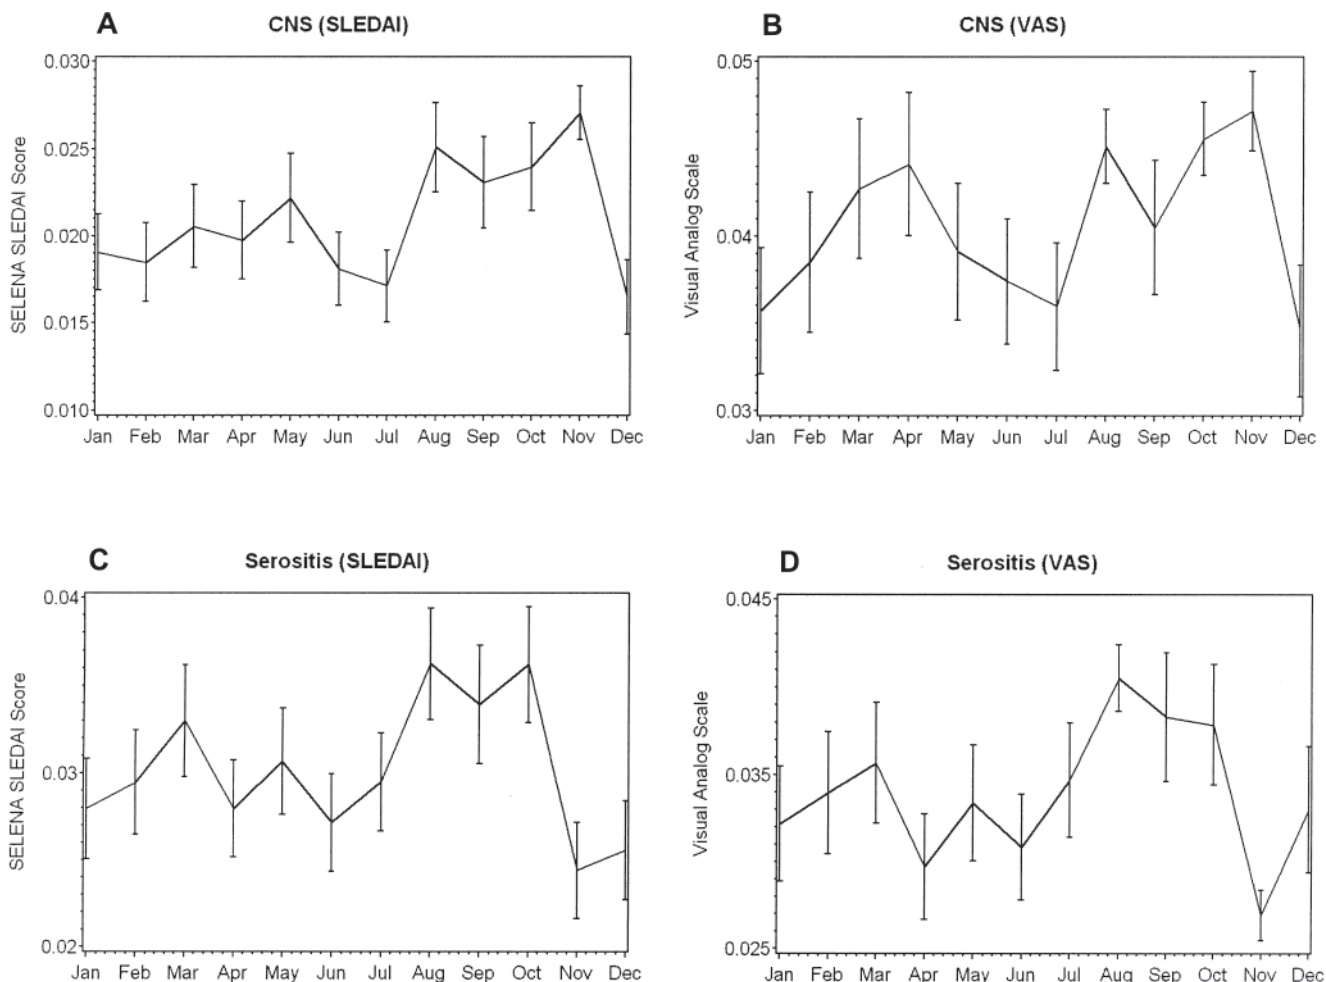 A CNS (SLEDAI)
SELENA SLEDAI Score
0.030
0.025
0.020
0.015
0.010
Jan Feb Mar Apr May Jun Jul Aug Sep Oct Nov Dec
B CNS (VAS)
Visual Analog Scale
0.05
0.04
0.03
Jan Feb Mar Apr May Jun Jul Aug Sep Oct Nov Dec
C Serositis (SLEDAI)
SELENA SLEDAI Score
0.04
0.03
0.02
Jan Feb Mar Apr May Jun Jul Aug Sep Oct Nov Dec
D Serositis (VAS)
Visual Analog Scale
0.045
0.035
0.025
Jan Feb Mar Apr May Jun Jul Aug Sep Oct Nov Dec